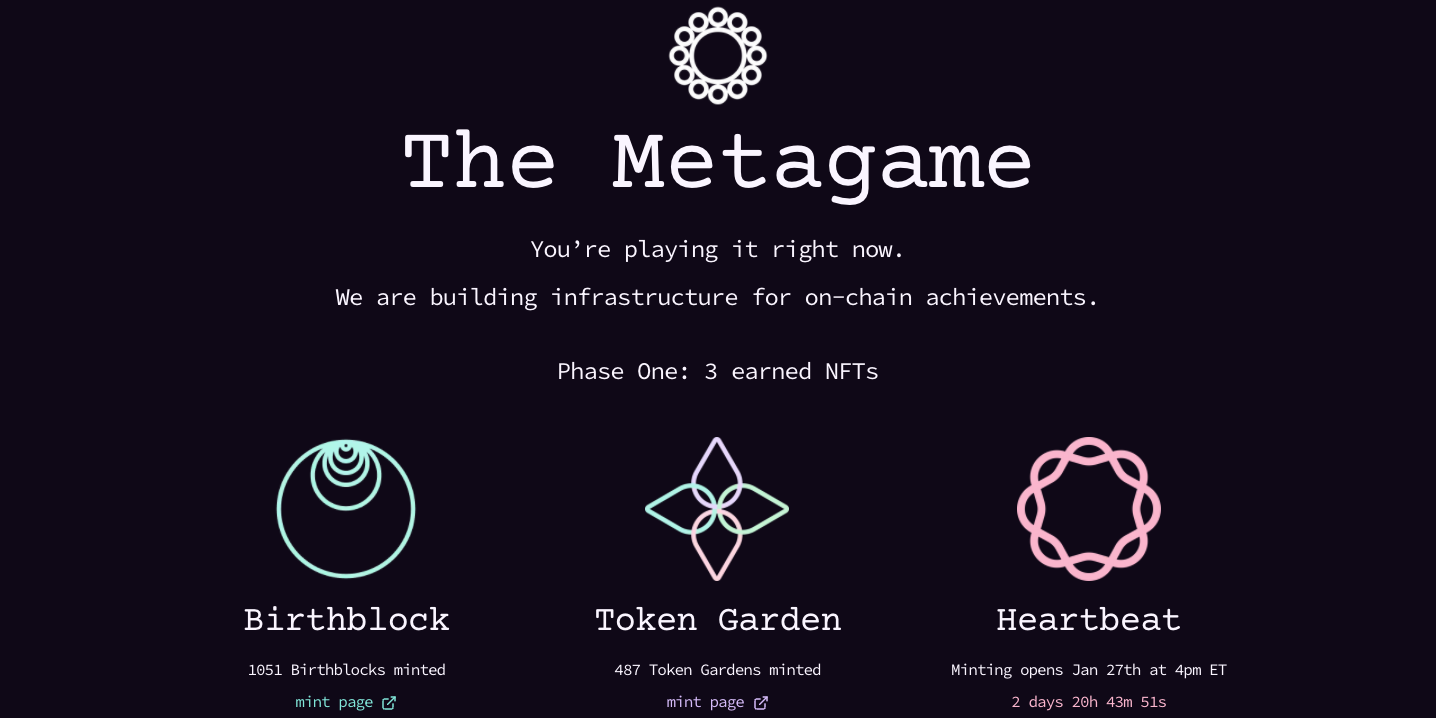 The Metagame
You’re playing it right now.
We are building infrastructure for on-chain achievements.
Phase One: 3 earned NFTs
Birthblock
1051 Birthblocks minted
mint page
Token Garden
487 Token Gardens minted
mint page
Heartbeat
Minting opens Jan 27th at 4pm ET
2 days 20h 43m 51s